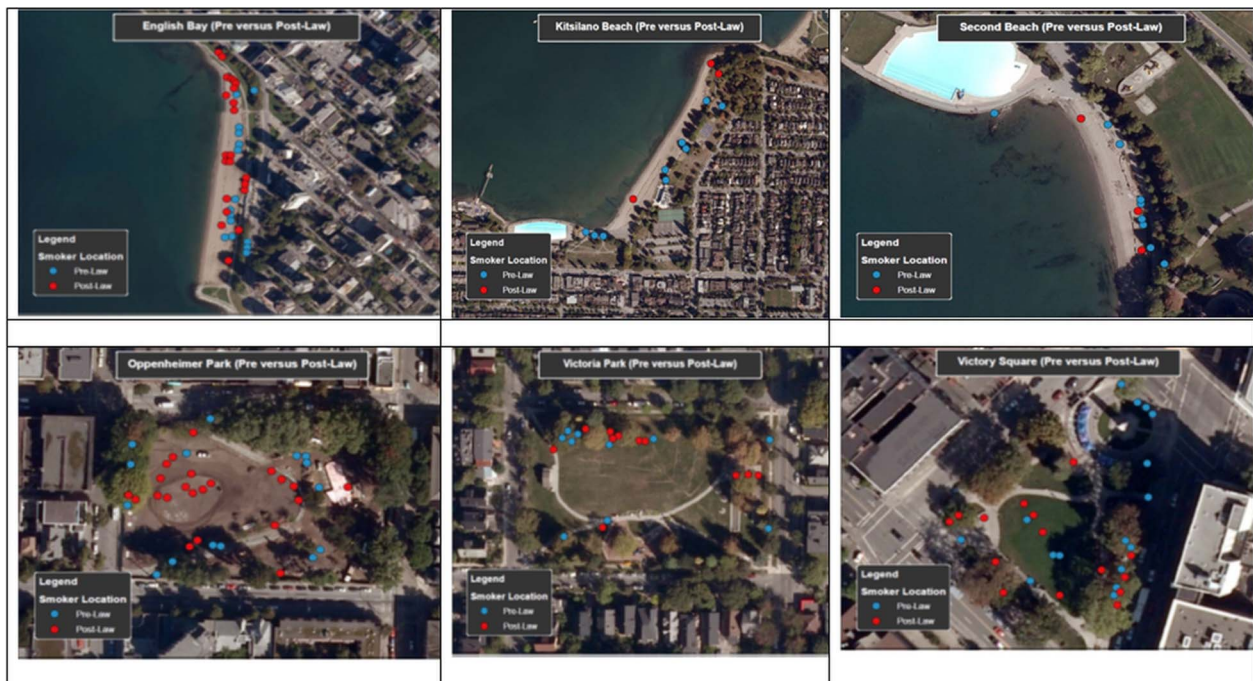 English Bay (Pre versus Post-Law)
Legend
Smoker Location
Pre-Law
Post-Law
Kitsilano Beach (Pre versus Post-Law)
Legend
Smoker Location
Pre-Law
Post-Law
Second Beach (Pre versus Post-Law)
Legend
Smoker Location
Pre-Law
Post-Law
Oppenheimer Park (Pre versus Post-Law)
Legend
Smoker Location
Pre-Law
Post-Law
Victoria Park (Pre versus Post-Law)
Legend
Smoker Location
Pre-Law
Post-Law
Victory Square (Pre versus Post-Law)
Legend
Smoker Location
Pre-Law
Post-Law